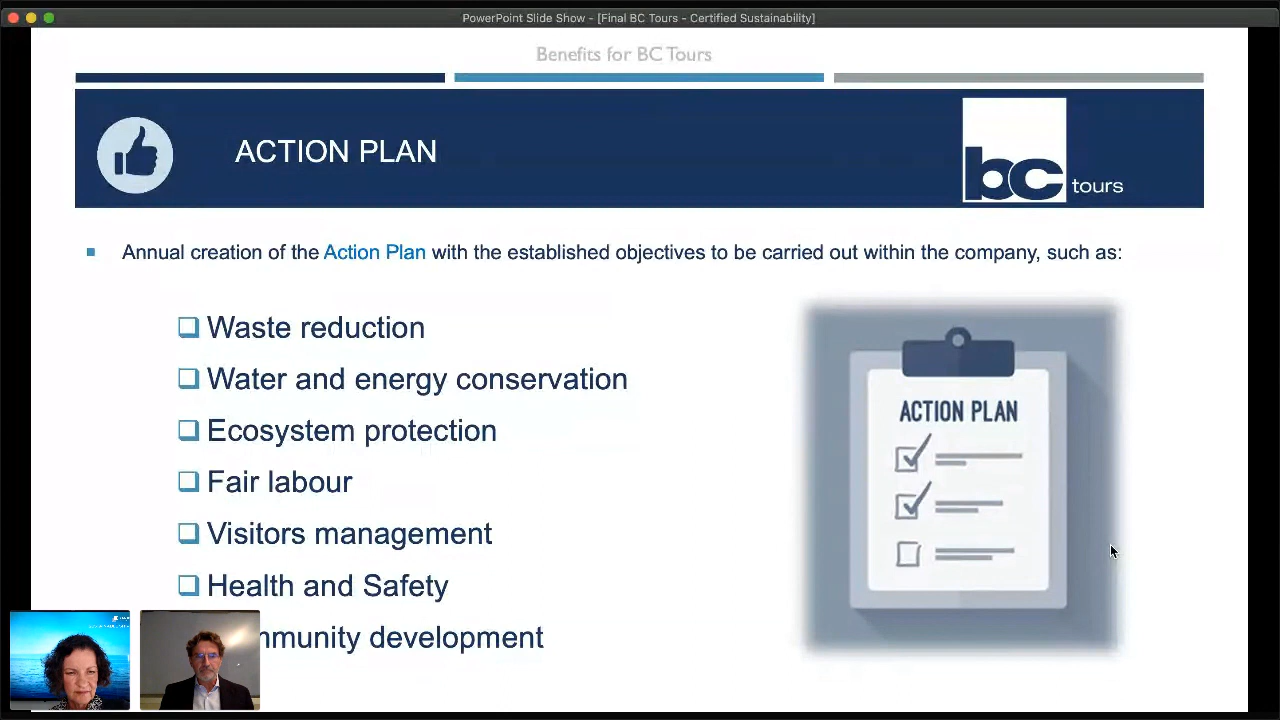 PowerPoint Slide Show - [Final BC Tours - Certified Sustainability]
Benefits for BC Tours
ACTION PLAN
bc tours
Annual creation of the Action Plan with the established objectives to be carried out within the company, such as:
Waste reduction
Water and energy conservation
Ecosystem protection
Fair labour
Visitors management
Health and Safety
mmunity development
ACTION PLAN